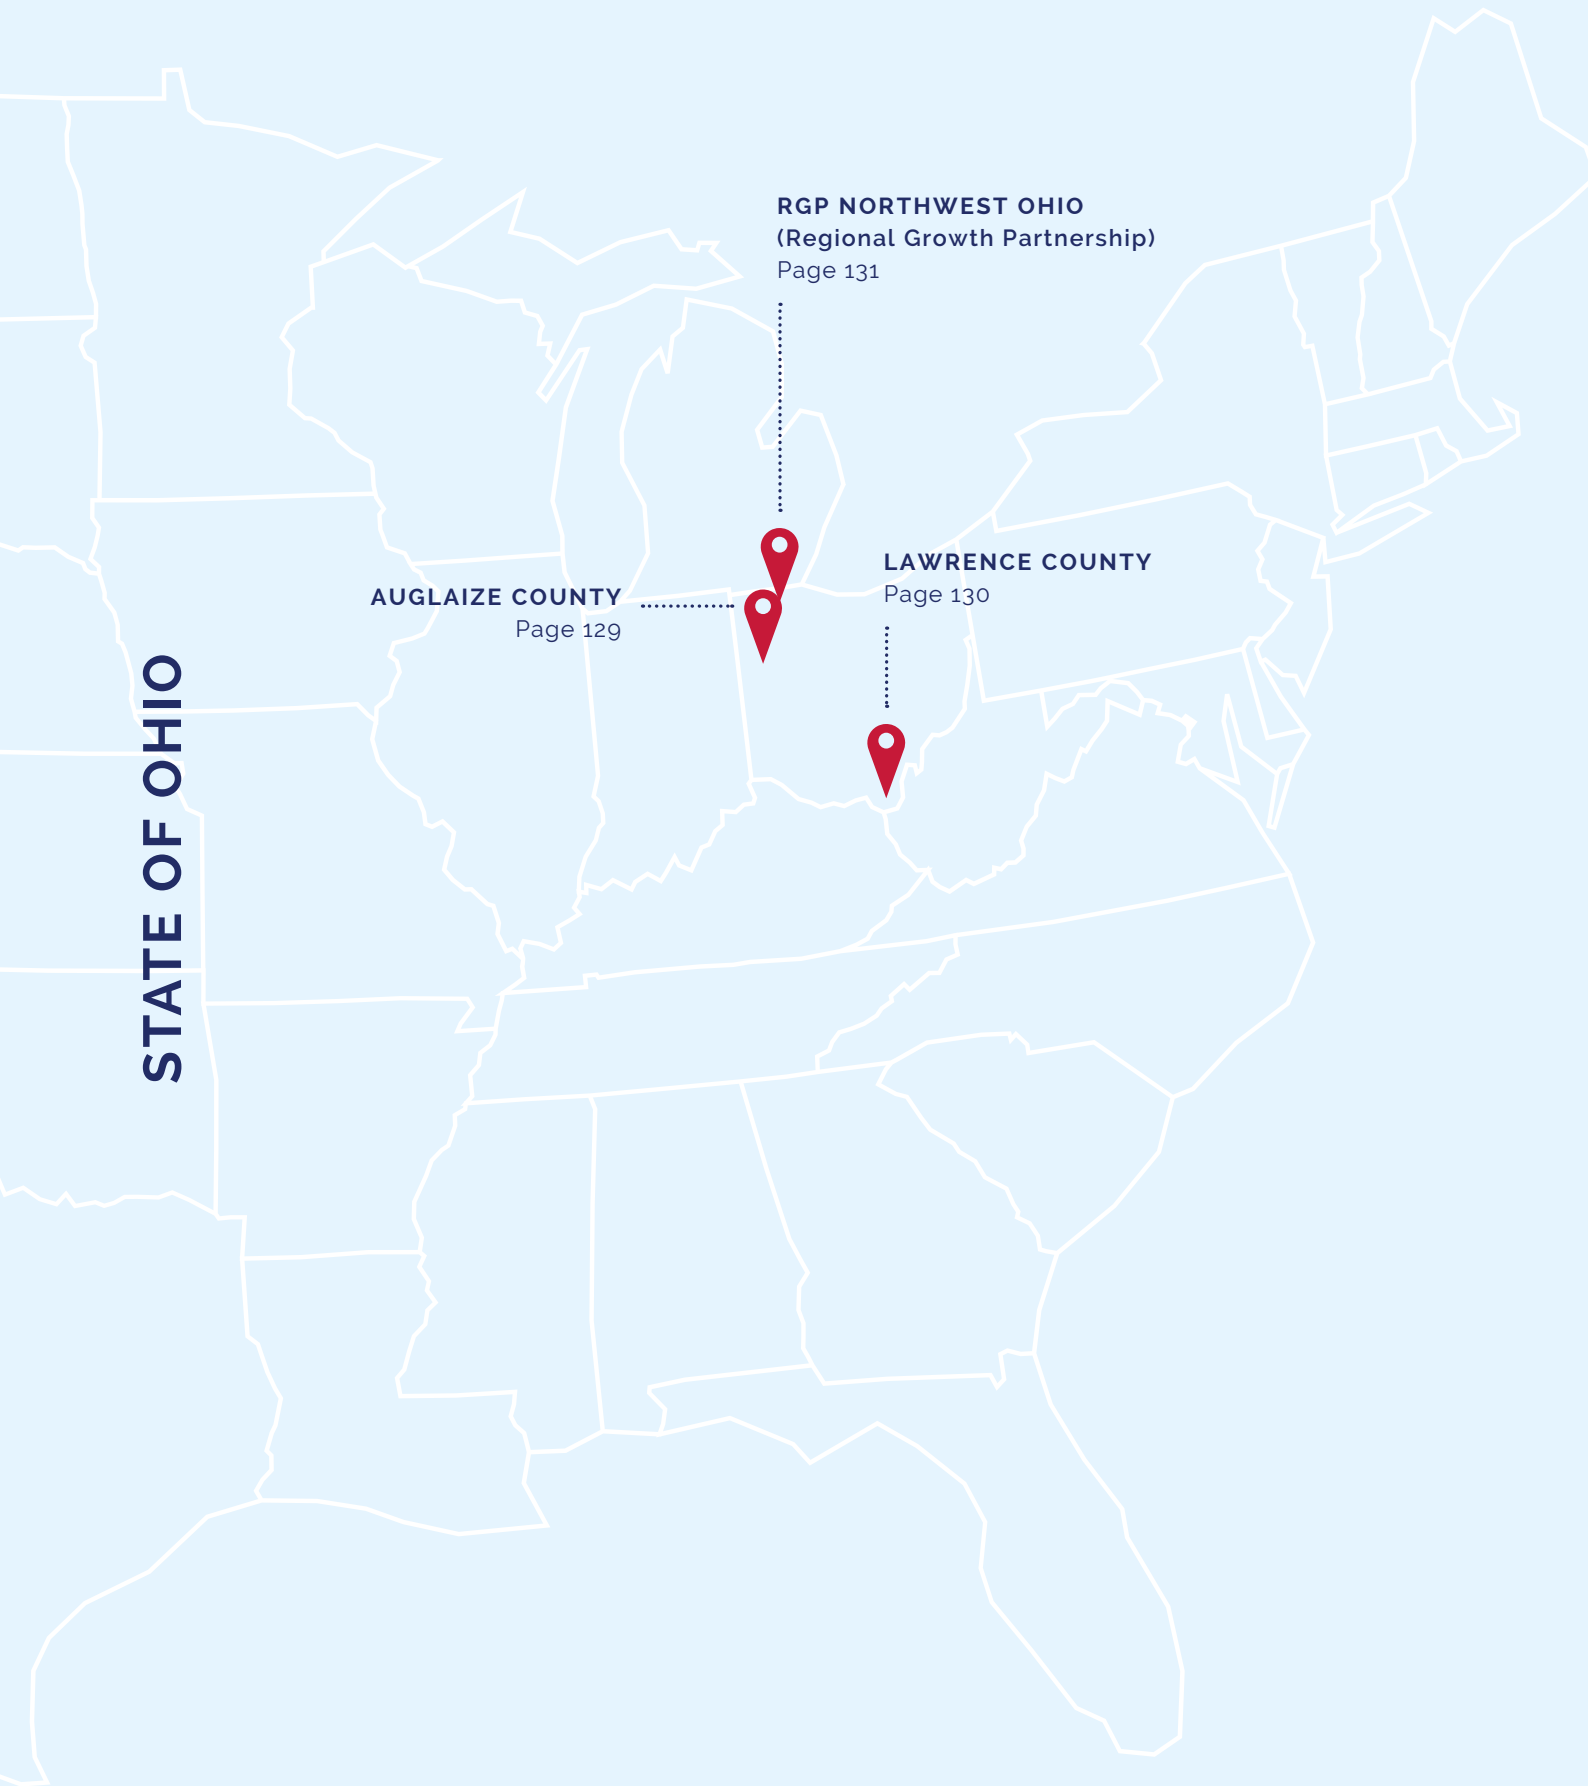 RGP NORTHWEST OHIO
(Regional Growth Partnership)
Page 131
LAWRENCE COUNTY
Page 130
AUGLAIZE COUNTY
Page 129
STATE OF OHIO